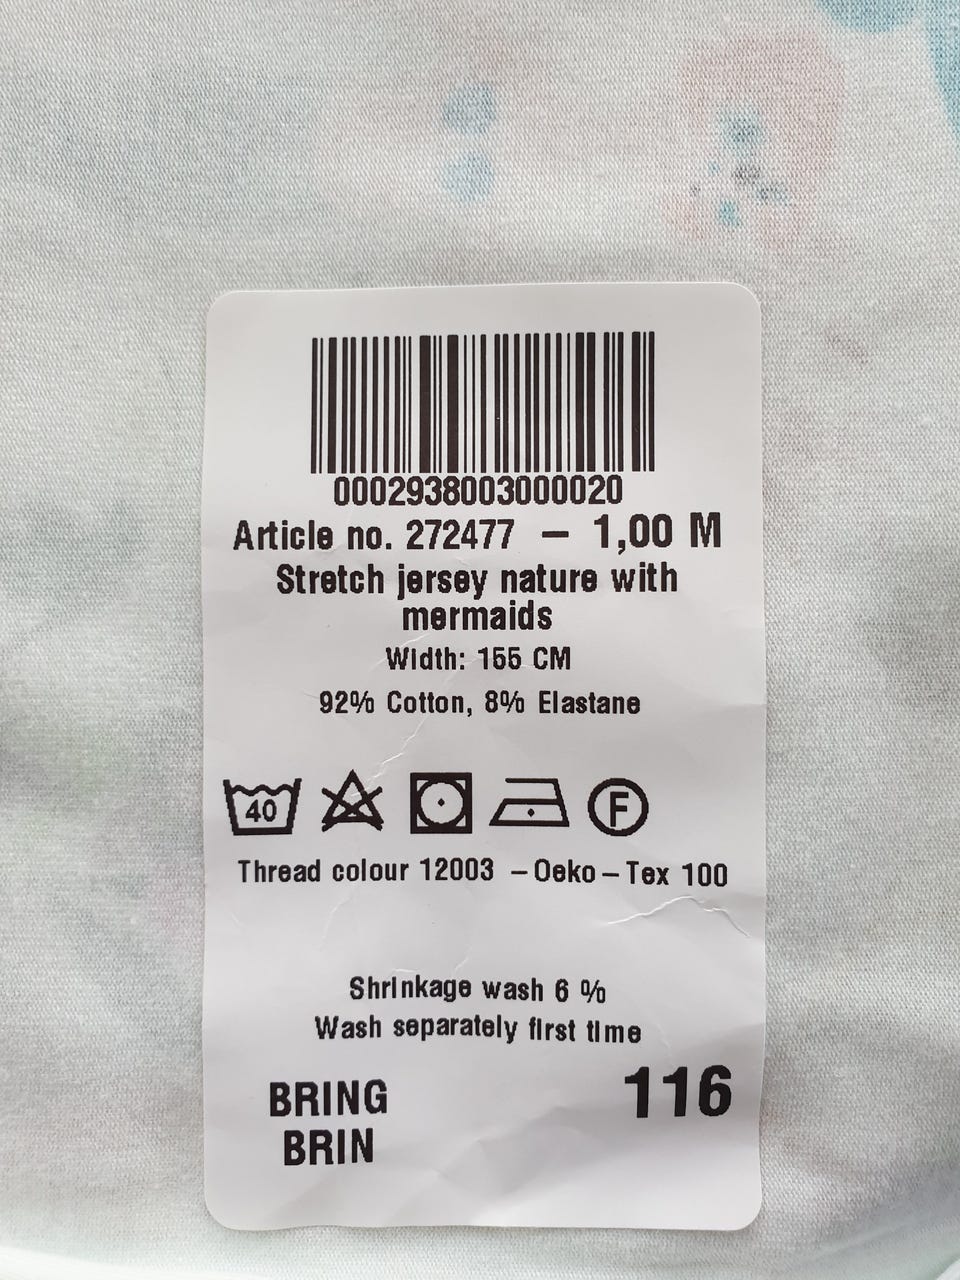 0002938003000020
Article no. 272477 – 1,00 M
Stretch jersey nature with
mermaids
Width: 155 CM
92% Cotton, 8% Elastane
40 F
Thread colour 12003 – Oeko – Tex 100
Shrinkage wash 6 %
Wash separately first time
BRING 116
BRIN